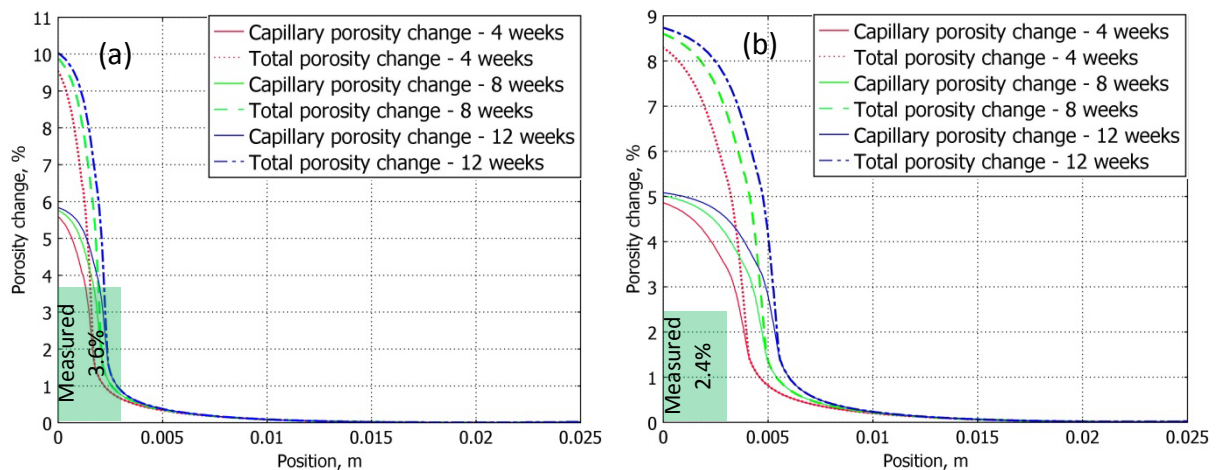 (a)
Capillary porosity change - 4 weeks
Total porosity change - 4 weeks
Capillary porosity change - 8 weeks
Total porosity change - 8 weeks
Capillary porosity change - 12 weeks
Total porosity change - 12 weeks
11
10
9
8
7
6
5
4
3
2
1
0
Porosity change, %
Measured
3.6%
0 0.005 0.01 0.015 0.02 0.025
Position, m
(b)
Capillary porosity change - 4 weeks
Total porosity change - 4 weeks
Capillary porosity change - 8 weeks
Total porosity change - 8 weeks
Capillary porosity change - 12 weeks
Total porosity change - 12 weeks
9
8
7
6
5
4
3
2
1
0
Porosity change, %
Measured
2.4%
0 0.005 0.01 0.015 0.02 0.025
Position, m